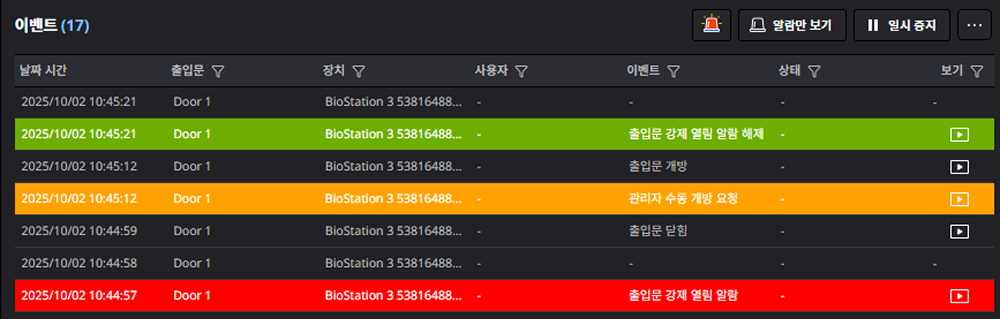 이벤트 (17) 알람만 보기 일시 중지 ...
날짜 시간 출입문 장치 사용자 이벤트 상태 보기
2025/10/02 10:45:21 Door 1 BioStation 3 53816488... - - - -
2025/10/02 10:45:21 Door 1 BioStation 3 53816488... - 출입문 강제 열림 알람 해제 -
2025/10/02 10:45:12 Door 1 BioStation 3 53816488... - 출입문 개방 -
2025/10/02 10:45:12 Door 1 BioStation 3 53816488... - 관리자 수동 개방 요청 -
2025/10/02 10:44:59 Door 1 BioStation 3 53816488... - 출입문 닫힘 -
2025/10/02 10:44:58 Door 1 BioStation 3 53816488... - - - -
2025/10/02 10:44:57 Door 1 BioStation 3 53816488... - 출입문 강제 열림 알람 -